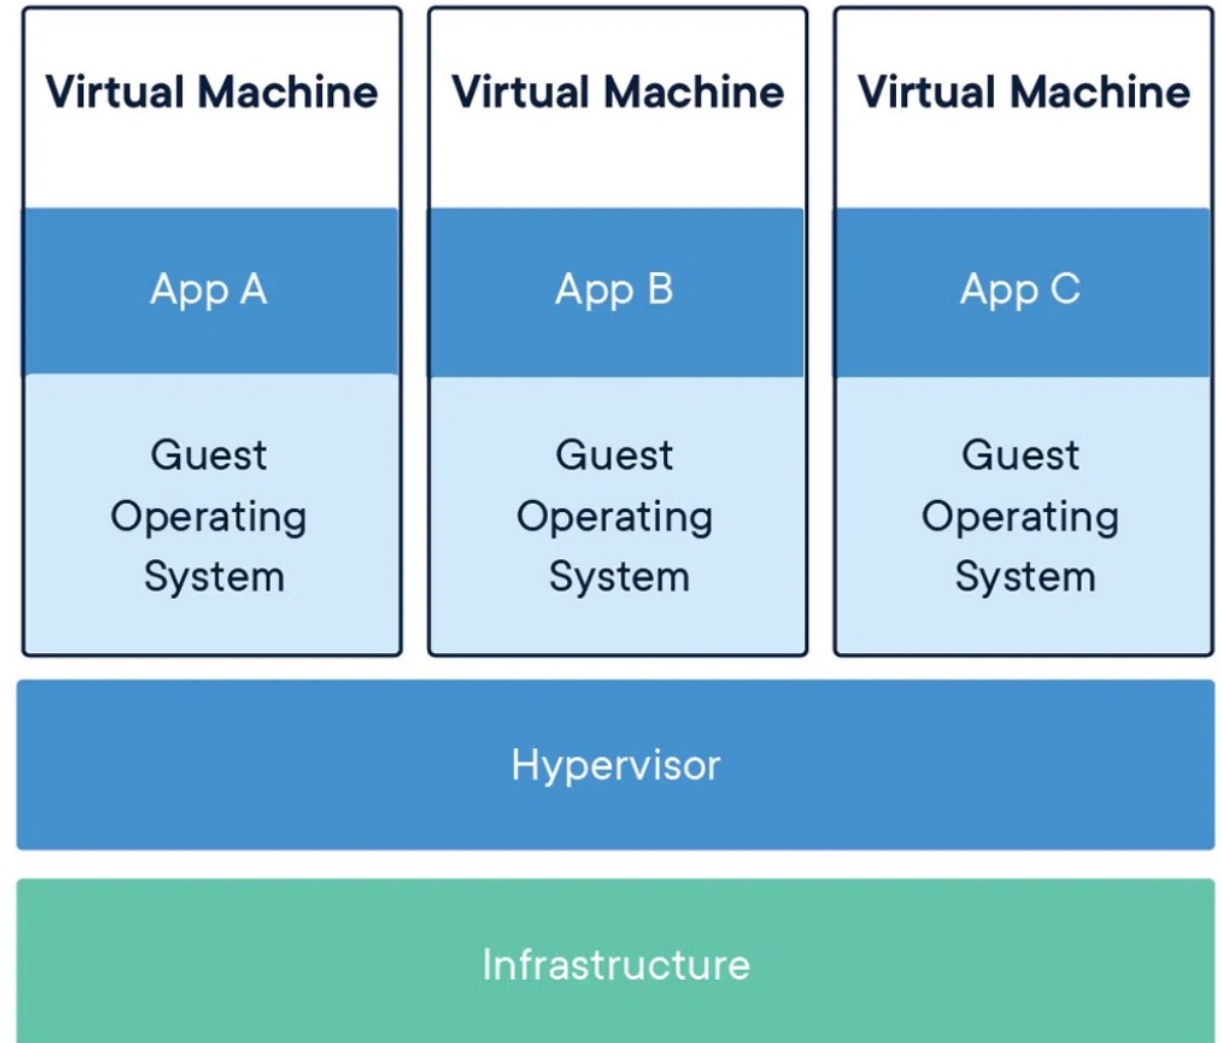 Virtual Machine
Virtual Machine
Virtual Machine
App A
App B
App C
Guest
Operating
System
Guest
Operating
System
Guest
Operating
System
Hypervisor
Infrastructure